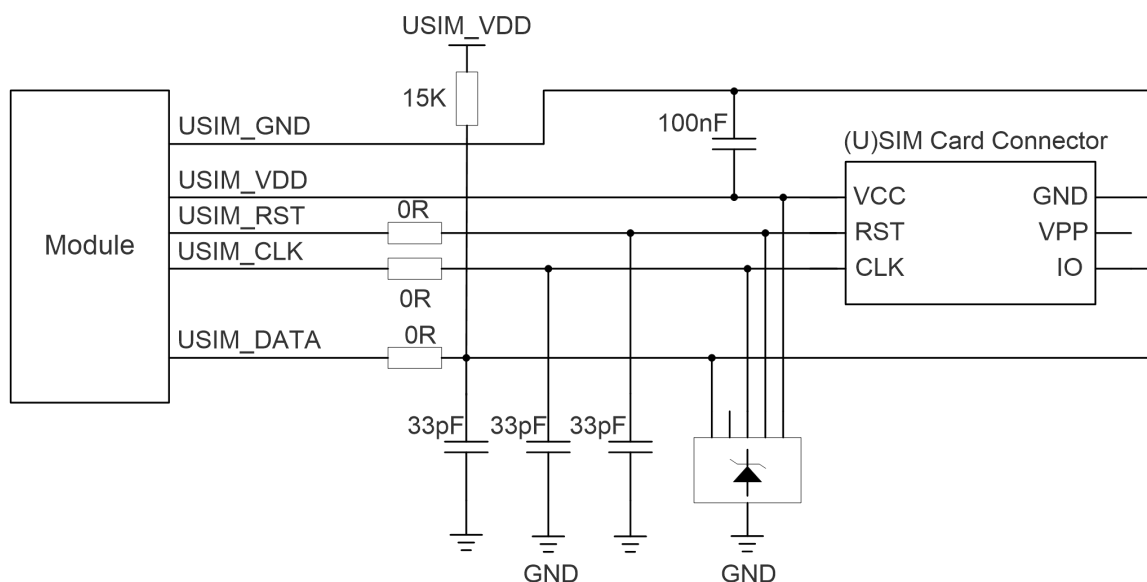 USIM_VDD
15K
USIM_GND
100nF
(U)SIM Card Connector
USIM_VDD
VCC
GND
USIM_RST
0R
RST
VPP
Module
USIM_CLK
0R
CLK
IO
USIM_DATA
0R
33pF
33pF
33pF
GND
GND